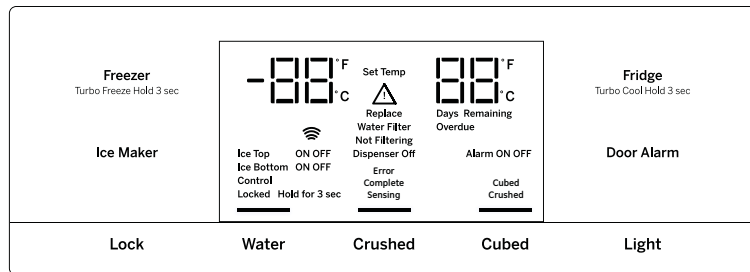 Freezer
Turbo Freeze Hold 3 sec
Ice Maker
-88 °F °C
Set Temp
88 °F °C
Replace
Water Filter
Not Filtering
Dispenser Off
Days Remaining
Overdue
Ice Top ON OFF
Ice Bottom ON OFF
Control
Locked Hold for 3 sec
Error
Complete
Sensing
Alarm ON OFF
Cubed
Crushed
Fridge
Turbo Cool Hold 3 sec
Door Alarm
Lock Water Crushed Cubed Light